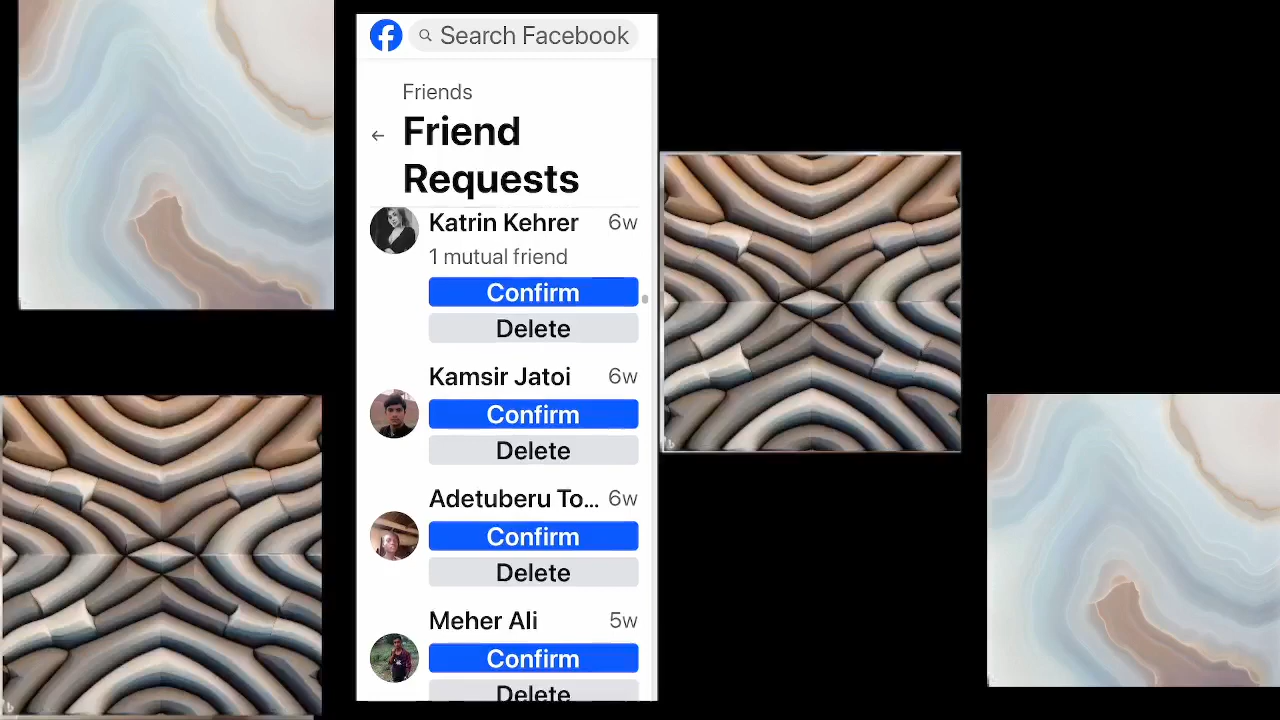 Search Facebook
Friends
Friend
Requests
Katrin Kehrer 6w
1 mutual friend
Confirm
Delete
Kamsir Jatoi 6w
Confirm
Delete
Adetuberu To... 6w
Confirm
Delete
Meher Ali 5w
Confirm
Delete